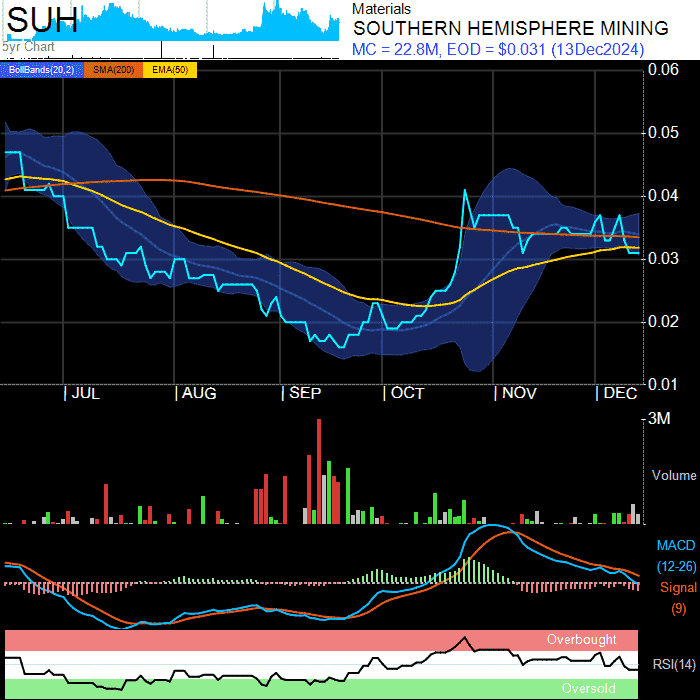 SUH
5yr Chart
Materials
SOUTHERN HEMISPHERE MINING
MC = 22.8M, EOD = $0.031 (13Dec2024)
BollBands(20,2) SMA(200) EMA(50)
0.06
0.05
0.04
0.03
0.02
0.01
JUL AUG SEP OCT NOV DEC
3M
Volume
MACD
(12-26)
Signal
(9)
Overbought
RSI(14)
Oversold